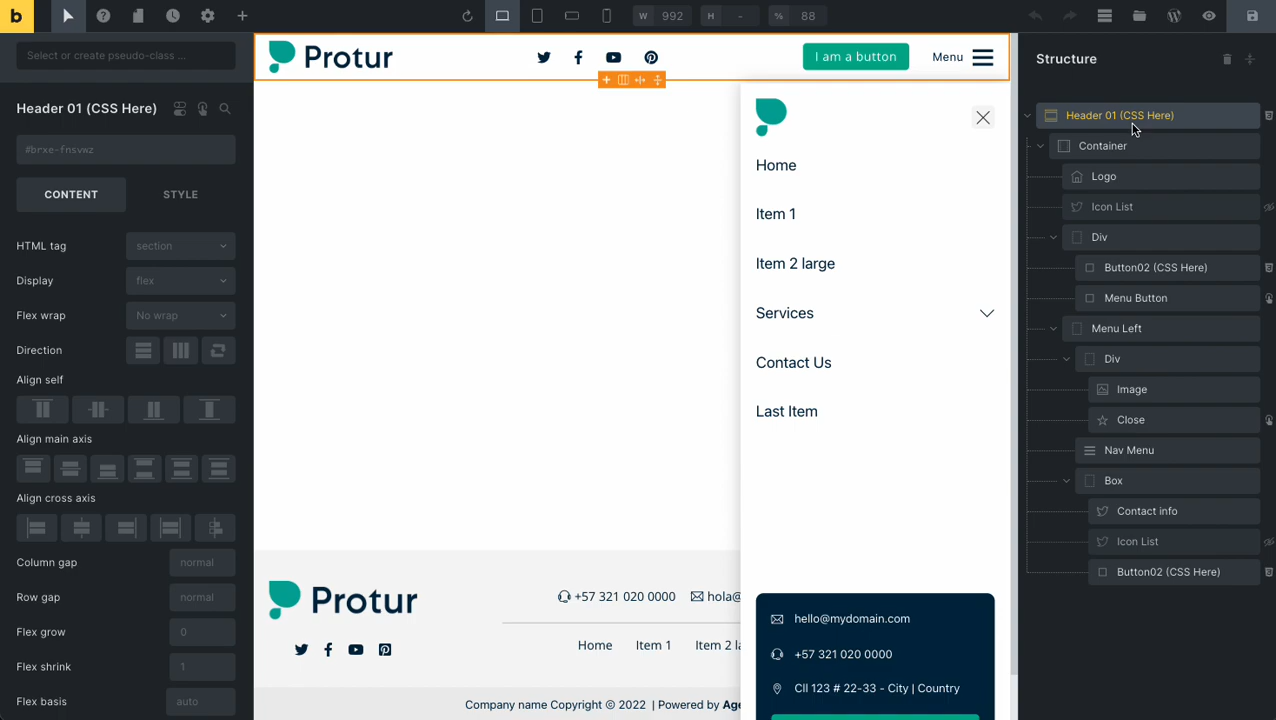 b
W 992 H - % 88
Select or create pseudo-class ...
Header 01 (CSS Here)
#brxe-fnsvwz
CONTENT STYLE
HTML tag section
Display flex
Flex wrap No wrap
Direction
Align self
Align main axis
Align cross axis
Column gap normal
Row gap normal
Flex grow 0
Flex shrink 1
Flex basis auto
Protur
I am a button
Menu
Home
Item 1
Item 2 large
Services
Contact Us
Last Item
Protur
+57 321 020 0000 hola@
Home Item 1 Item 2 la
Company name Copyright © 2022 | Powered by Age
hello@mydomain.com
+57 321 020 0000
Cll 123 # 22-33 - City | Country
Structure
Header 01 (CSS Here)
Container
Logo
Icon List
Div
Button02 (CSS Here)
Menu Button
Menu Left
Div
Image
Close
Nav Menu
Box
Contact info
Icon List
Button02 (CSS Here)